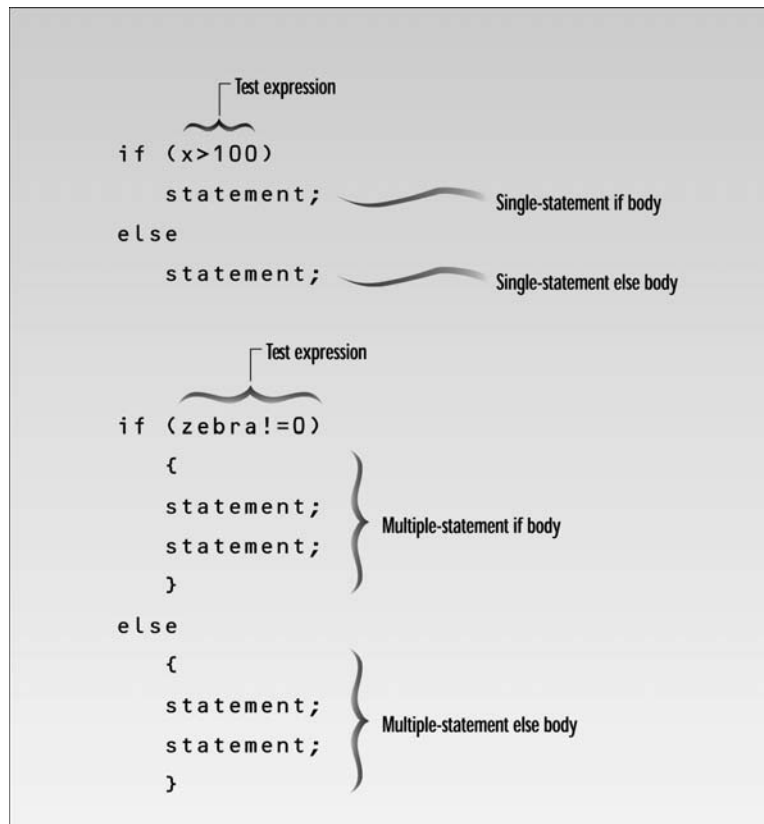 Test expression
if (x>100)
statement;
Single-statement if body
else
statement;
Single-statement else body
Test expression
if (zebra!=0)
{
statement;
statement;
}
Multiple-statement if body
else
{
statement;
statement;
}
Multiple-statement else body